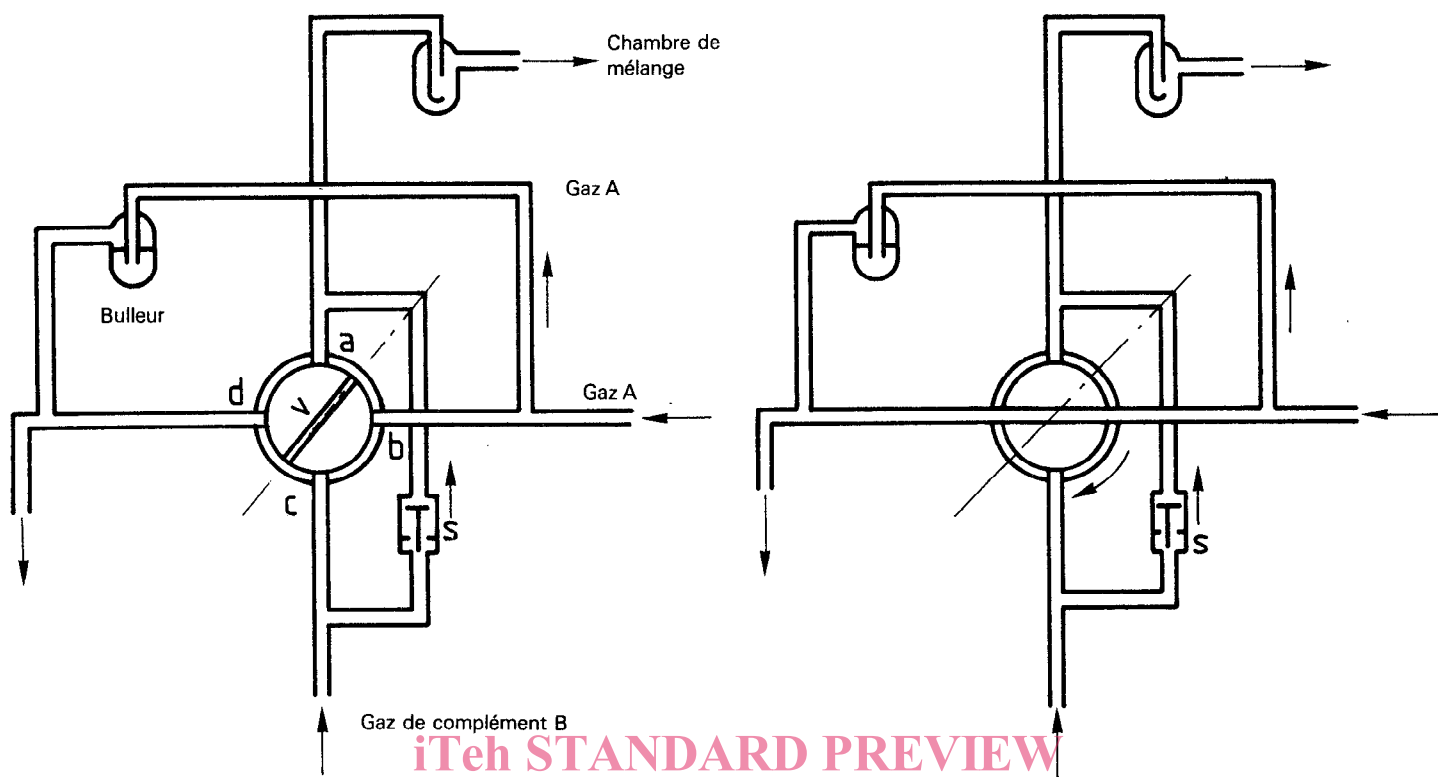 Chambre de
mélange
Gaz A
Bulleur
a
d
V
Gaz A
b
c
S
S
Gaz de complément B
iTeh STANDARD PREVIEW